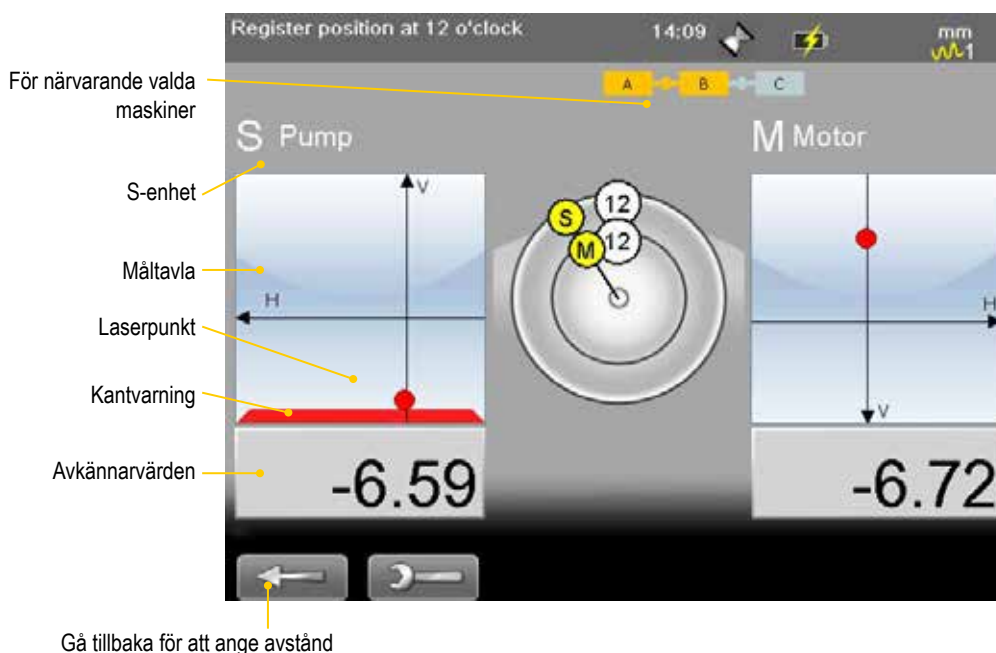 Register position at 12 o'clock 14:09 mm
1
För närvarande valda
maskiner
A B C
S Pump M Motor
S-enhet
V
S 12
M 12
Måltavla
H H
Laserpunkt
Kantvarning
V
Avkännarvärden
-6.59 -6.72
Gå tillbaka för att ange avstånd